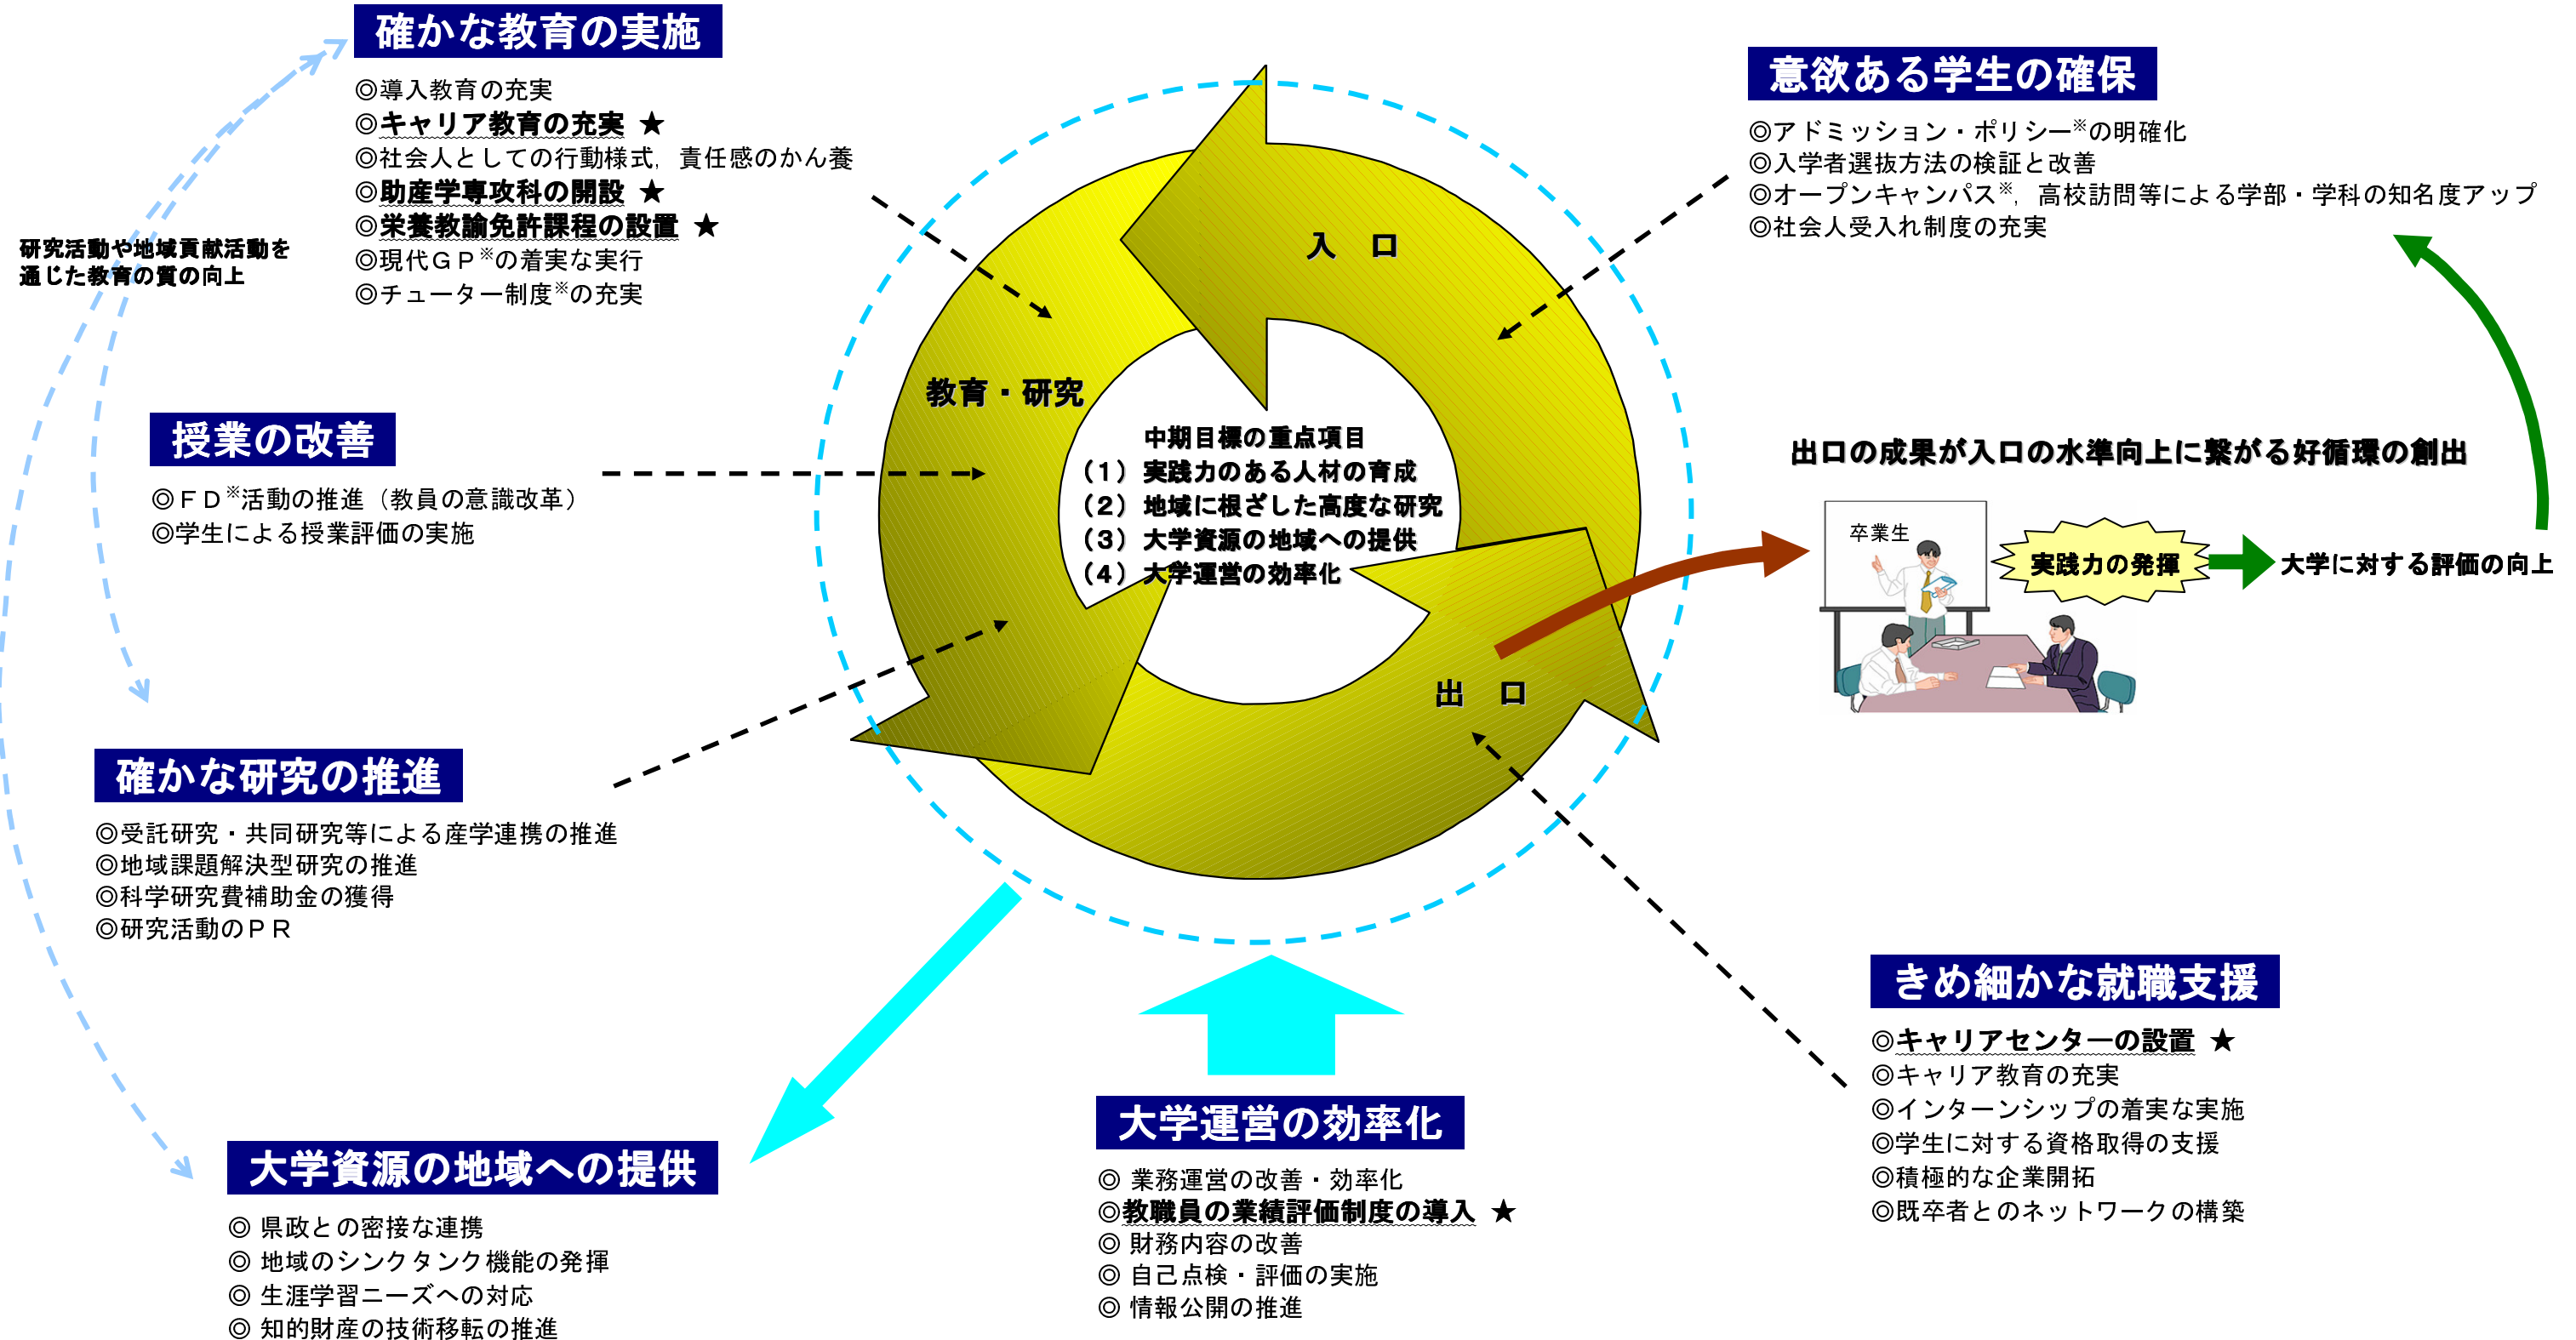 確かな教育の実施
◎導入教育の充実
◎キャリア教育の充実 ★
◎社会人としての行動様式，責任感のかん養
◎助産学専攻科の開設 ★
◎栄養教諭免許課程の設置 ★
◎現代ＧＰ※の着実な実行
◎チューター制度※の充実
意欲ある学生の確保
◎アドミッション・ポリシー※の明確化
◎入学者選抜方法の検証と改善
◎オープンキャンパス※，高校訪問等による学部・学科の知名度アップ
◎社会人受入れ制度の充実
研究活動や地域貢献活動を
通じた教育の質の向上
入　口
教育・研究
出　口
中期目標の重点項目
（１）実践力のある人材の育成
（２）地域に根ざした高度な研究
（３）大学資源の地域への提供
（４）大学運営の効率化
授業の改善
◎ＦＤ※活動の推進（教員の意識改革）
◎学生による授業評価の実施
出口の成果が入口の水準向上に繋がる好循環の創出
卒業生
実践力の発揮
大学に対する評価の向上
確かな研究の推進
◎受託研究・共同研究等による産学連携の推進
◎地域課題解決型研究の推進
◎科学研究費補助金の獲得
◎研究活動のＰＲ
きめ細かな就職支援
◎キャリアセンターの設置 ★
◎キャリア教育の充実
◎インターンシップの着実な実施
◎学生に対する資格取得の支援
◎積極的な企業開拓
◎既卒者とのネットワークの構築
大学運営の効率化
◎ 業務運営の改善・効率化
◎教職員の業績評価制度の導入 ★
◎ 財務内容の改善
◎ 自己点検・評価の実施
◎ 情報公開の推進
大学資源の地域への提供
◎ 県政との密接な連携
◎ 地域のシンクタンク機能の発揮
◎ 生涯学習ニーズへの対応
◎ 知的財産の技術移転の推進